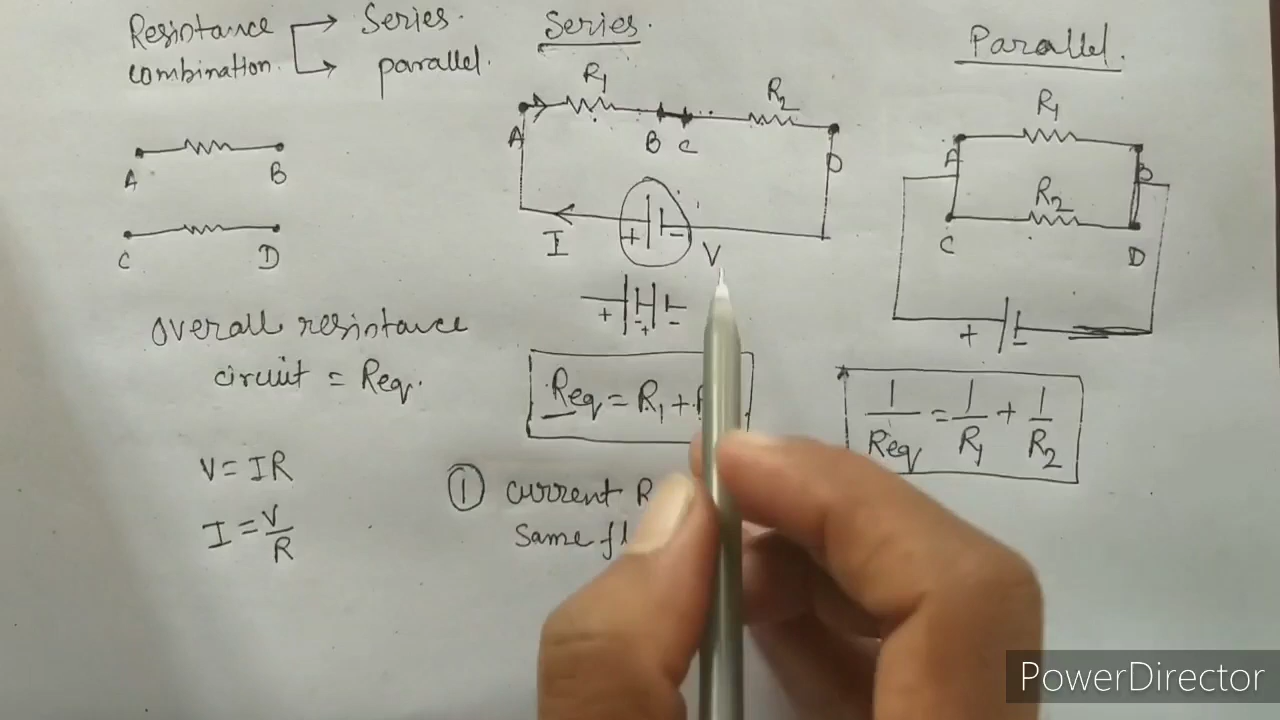 Resistance
combination.
Series.
parallel.
A B
C D
overall resistance
circuit = Req.
V = IR
I = V/R
Series.
R1 R2
A B C D
I + - V
+ - + -
Req = R1 +
① current
same
Parallel.
R1
A B
R2
C D
+ -
1/Req = 1/R1 + 1/R2
PowerDirector